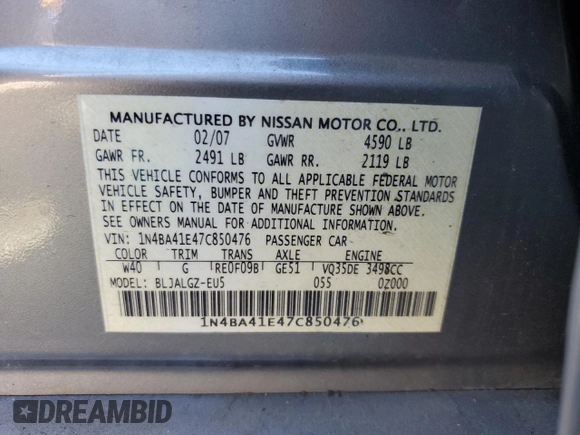 MANUFACTURED BY NISSAN MOTOR CO., LTD.
DATE 02/07 GVWR 4590 LB
GAWR FR. 2491 LB GAWR RR. 2119 LB
THIS VEHICLE CONFORMS TO ALL APPLICABLE FEDERAL MOTOR
VEHICLE SAFETY, BUMPER AND THEFT PREVENTION STANDARDS
IN EFFECT ON THE DATE OF MANUFACTURE SHOWN ABOVE.
SEE OWNERS MANUAL FOR ADDITIONAL INFORMATION.
VIN: 1N4BA41E47C850476 PASSENGER CAR
COLOR TRIM TRANS AXLE ENGINE
W40 G RE0F09B GE51 VQ35DE 3498CC
MODEL: BLJALGZ-EU5 055 0Z000
1N4BA41E47C850476
DREAMBID